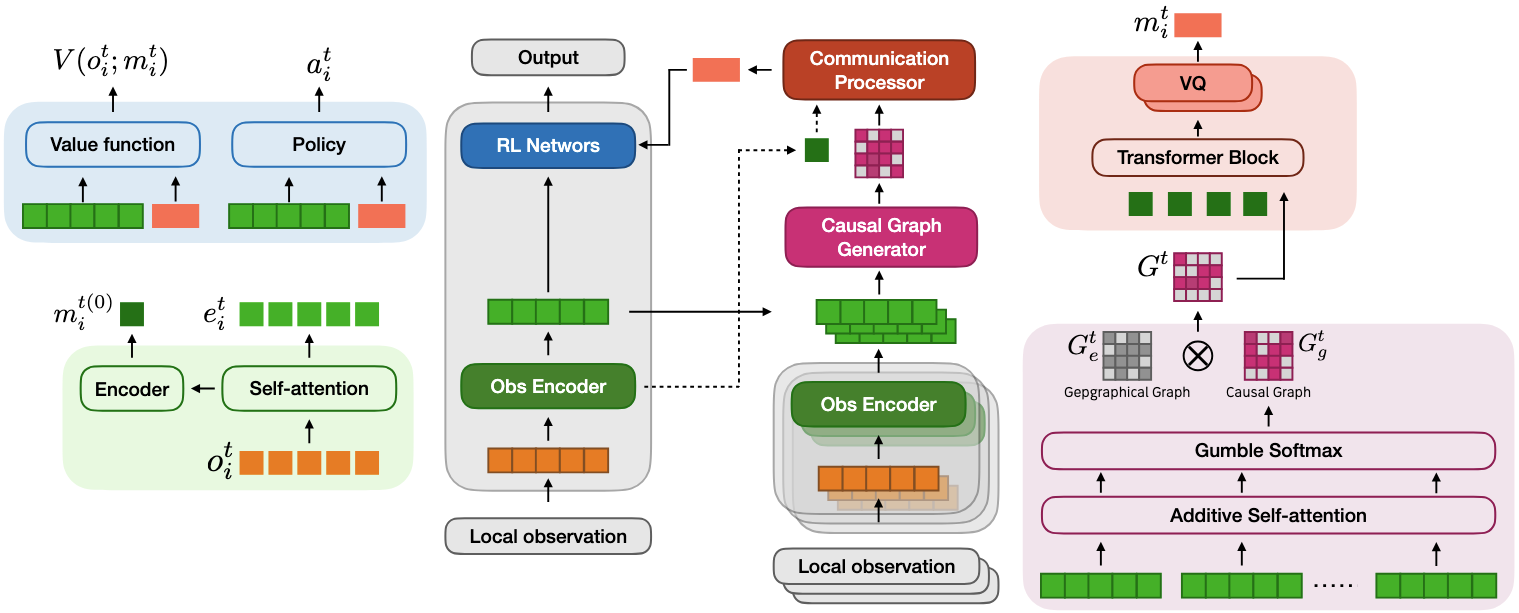 V(o_i^t; m_i^t)
a_i^t
Value function
Policy
m_i^{t(0)}
e_i^t
Encoder
Self-attention
o_i^t
Output
RL Networs
Obs Encoder
Local observation
Communication
Processor
Causal Graph
Generator
Obs Encoder
Local observation
m_i^t
VQ
Transformer Block
G^t
G_e^t
G_g^t
Gepgraphical Graph
Causal Graph
Gumble Softmax
Additive Self-attention
.....